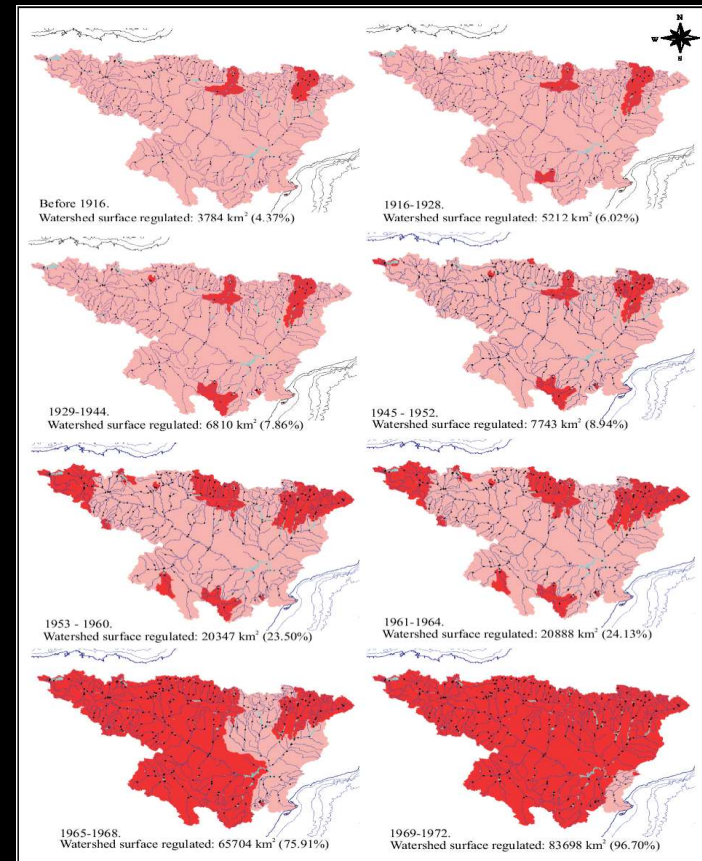 N
W
S
Before 1916.
Watershed surface regulated: 3784 km² (4.37%)
1916-1928.
Watershed surface regulated: 5212 km² (6.02%)
1929-1944.
Watershed surface regulated: 6810 km² (7.86%)
1945 - 1952.
Watershed surface regulated: 7743 km² (8.94%)
1953 - 1960.
Watershed surface regulated: 20347 km² (23.50%)
1961-1964.
Watershed surface regulated: 20888 km² (24.13%)
1965-1968.
Watershed surface regulated: 65704 km² (75.91%)
1969-1972.
Watershed surface regulated: 83698 km² (96.70%)